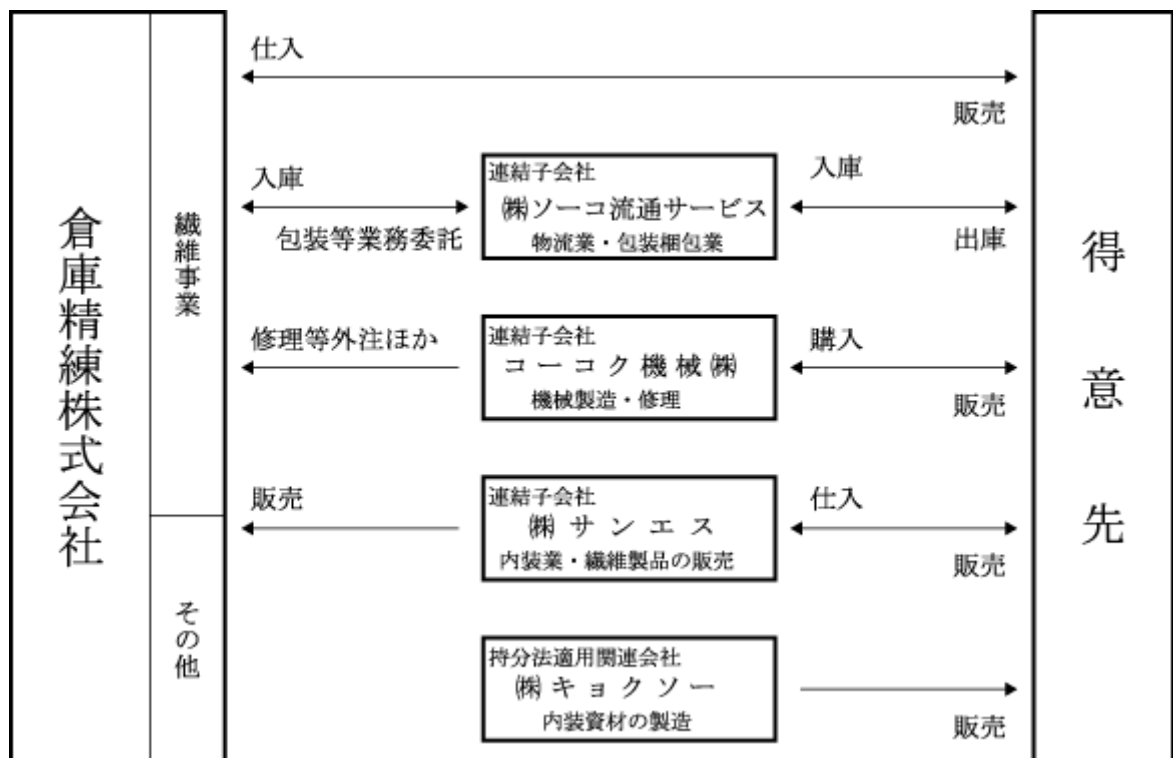 倉庫精練株式会社
繊維事業
その他
仕入
販売
入庫
包装等業務委託
連結子会社
㈱ソーコ流通サービス
物流業・包装梱包業
入庫
出庫
修理等外注ほか
連結子会社
コーコク機械㈱
機械製造・修理
購入
販売
販売
連結子会社
㈱サンエス
内装業・繊維製品の販売
仕入
販売
持分法適用関連会社
㈱キョクソー
内装資材の製造
販売
得意先